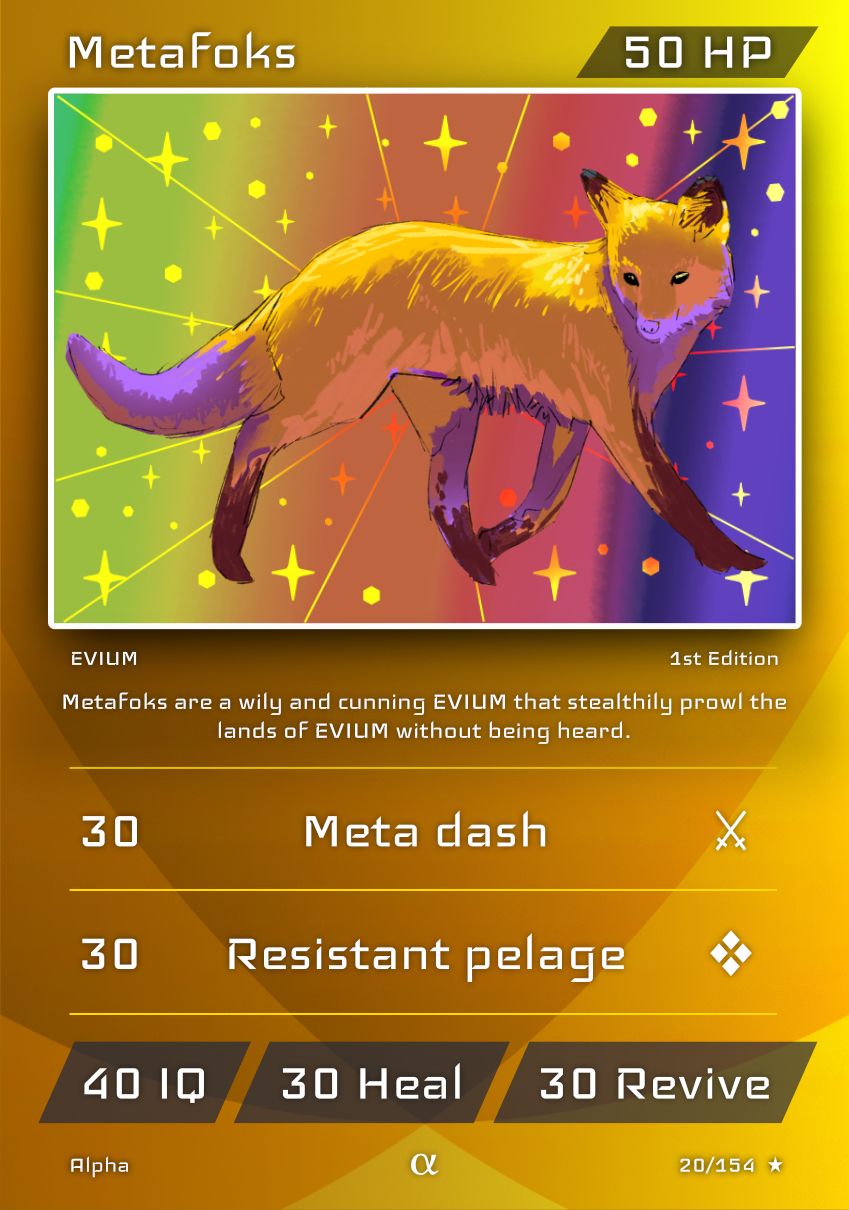 Metafoks
50 HP
EVIUM
1st Edition
Metafoks are a wily and cunning EVIUM that stealthily prowl the
lands of EVIUM without being heard.
30 Meta dash
30 Resistant pelage
40 IQ
30 Heal
30 Revive
Alpha
α
20/154 ★